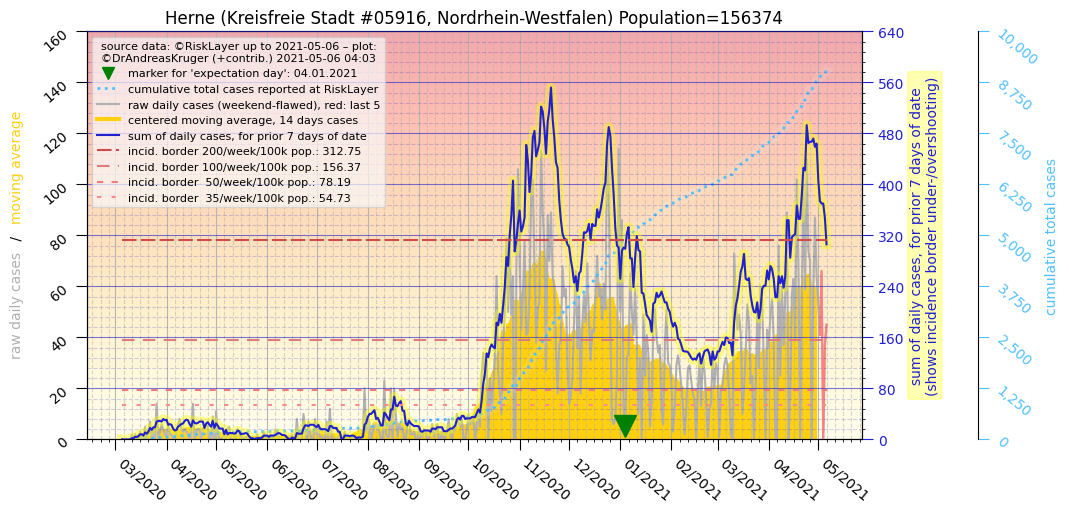 Herne (Kreisfreie Stadt #05916, Nordrhein-Westfalen) Population=156374
source data: ©RiskLayer up to 2021-05-06 – plot:
©DrAndreasKruger (+contrib.) 2021-05-06 04:03
marker for 'expectation day': 04.01.2021
cumulative total cases reported at RiskLayer
raw daily cases (weekend-flawed), red: last 5
centered moving average, 14 days cases
sum of daily cases, for prior 7 days of date
incid. border 200/week/100k pop.: 312.75
incid. border 100/week/100k pop.: 156.37
incid. border  50/week/100k pop.: 78.19
incid. border  35/week/100k pop.: 54.73
raw daily cases  /  moving average
160
140
120
100
80
60
40
20
0
03/2020
04/2020
05/2020
06/2020
07/2020
08/2020
09/2020
10/2020
11/2020
12/2020
01/2021
02/2021
03/2021
04/2021
05/2021
640
560
480
400
320
240
160
80
0
sum of daily cases, for prior 7 days of date
(shows incidence border under-/overshooting)
10,000
8,750
7,500
6,250
5,000
3,750
2,500
1,250
0
cumulative total cases